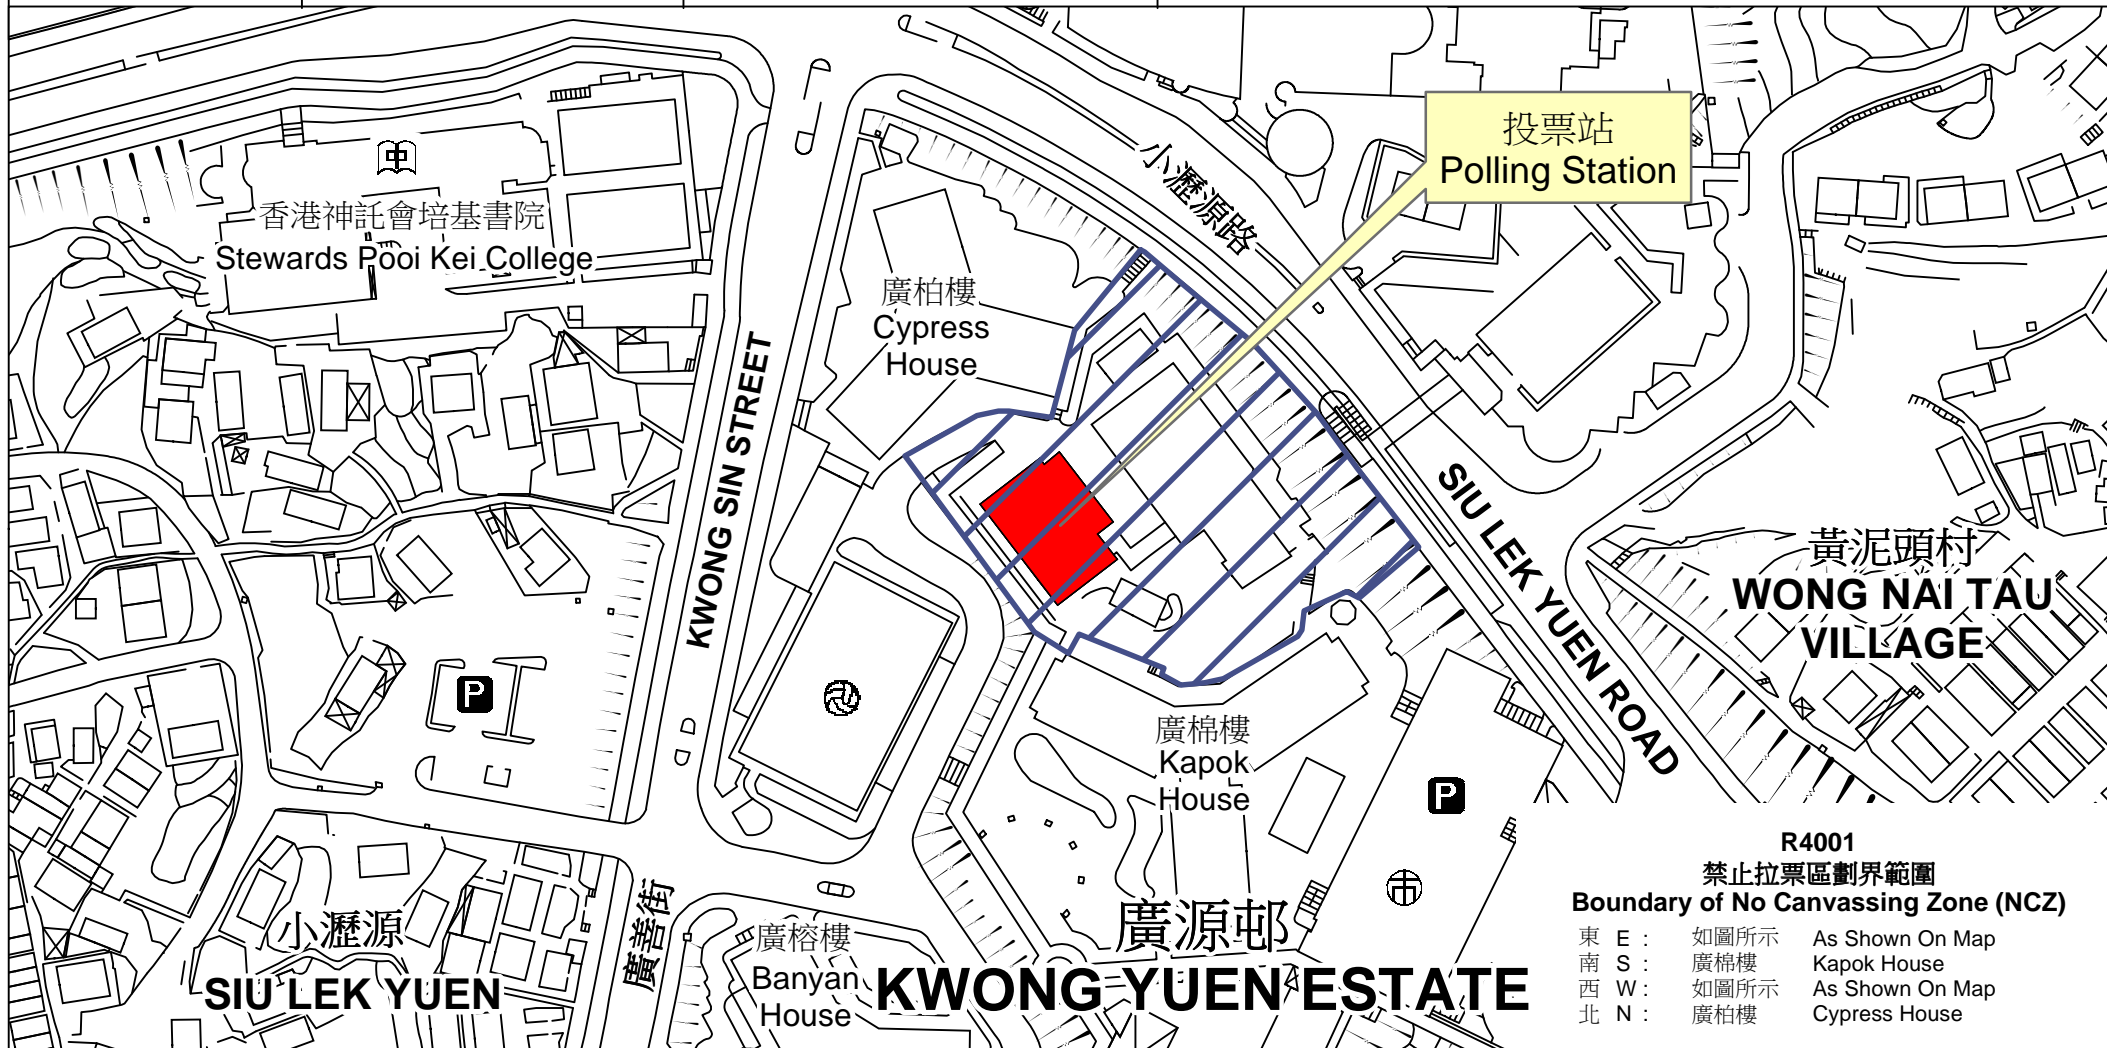 投票站
Polling Station
小瀝源路
中
香港神託會培基書院
Stewards Pooi Kei College
廣柏樓
Cypress
House
KWONG SIN STREET
SIU LEK YUEN ROAD
黃泥頭村
WONG NAI TAU
VILLAGE
P
廣棉樓
Kapok
House
P
市
R4001
禁止拉票區劃界範圍
Boundary of No Canvassing Zone (NCZ)
東 E : 如圖所示 As Shown On Map
南 S : 廣棉樓 Kapok House
西 W : 如圖所示 As Shown On Map
北 N : 廣柏樓 Cypress House
小瀝源
SIU LEK YUEN
廣善街
廣榕樓
Banyan
House
廣源邨
KWONG YUEN ESTATE